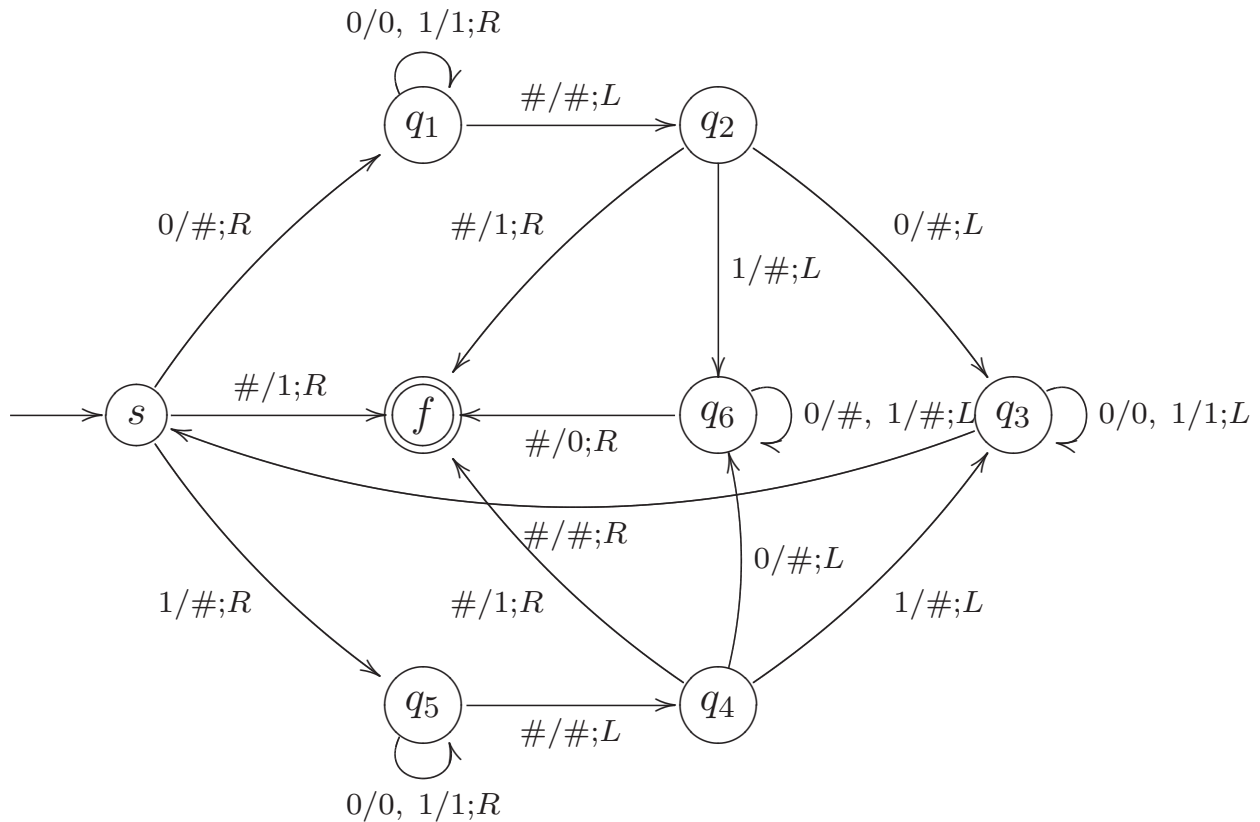 0/0, 1/1;R
#/#;L
q1
q2
0/#;R
#/1;R
0/#;L
1/#;L
#/1;R
s
f
q6
0/#, 1/#;L
q3
0/0, 1/1;L
#/0;R
#/#;R
0/#;L
1/#;R
#/1;R
1/#;L
q5
q4
#/#;L
0/0, 1/1;R